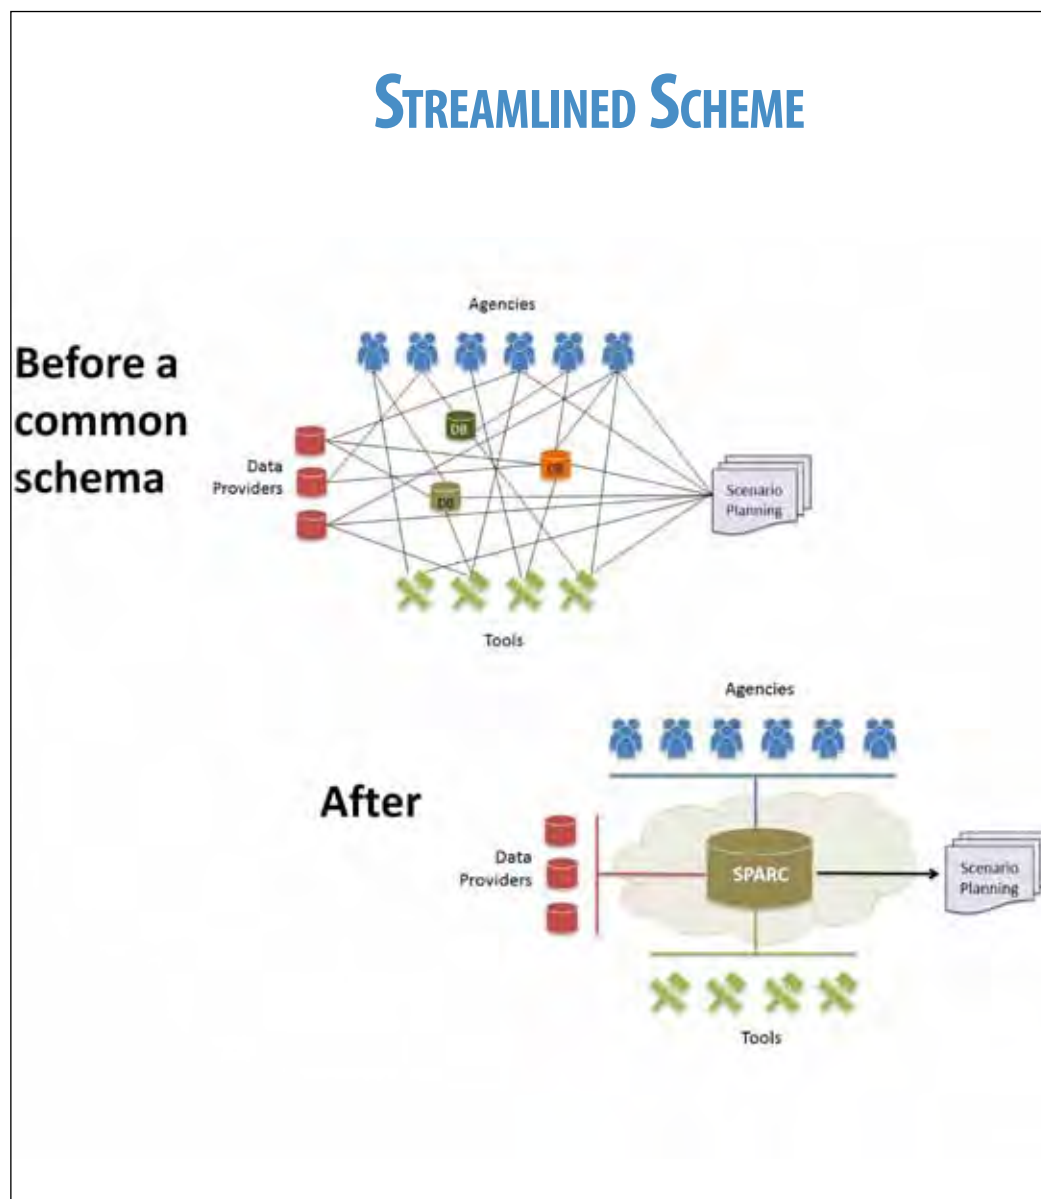 STREAMLINED SCHEME
Agencies
Before a
common
schema
DB
DB
Data
Providers
DB
Scenario
Planning
Tools
Agencies
After
Data
Providers
SPARC
Scenario
Planning
Tools